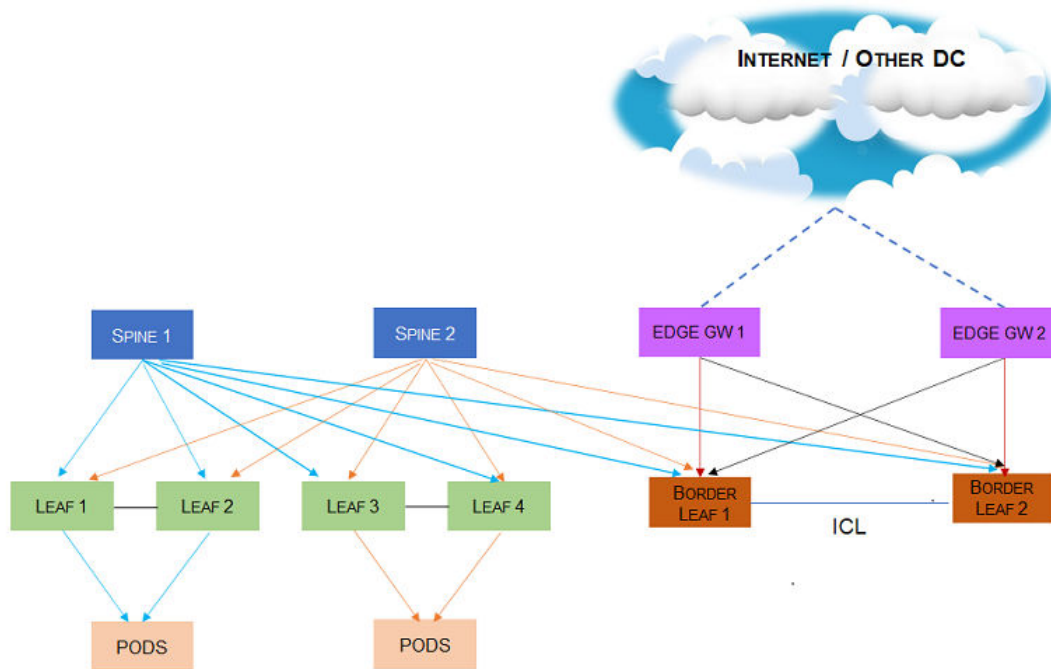 INTERNET / OTHER DC
SPINE 1
SPINE 2
EDGE GW 1
EDGE GW 2
LEAF 1
LEAF 2
LEAF 3
LEAF 4
BORDER
LEAF 1
ICL
BORDER
LEAF 2
PODS
PODS